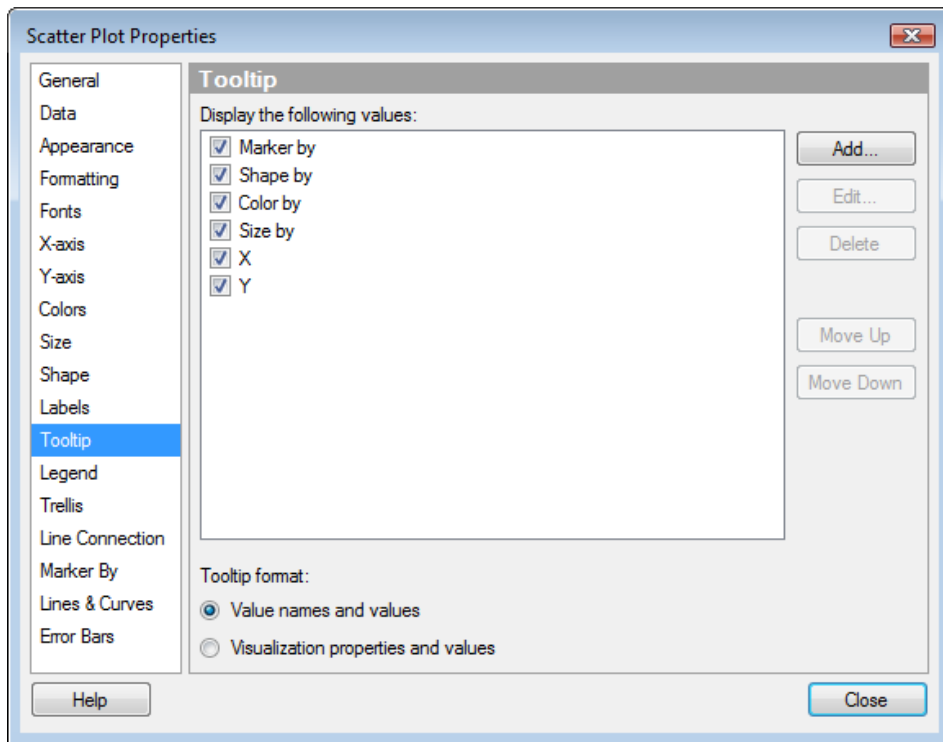 Scatter Plot Properties
General
Data
Appearance
Formatting
Fonts
X-axis
Y-axis
Colors
Size
Shape
Labels
Tooltip
Legend
Trellis
Line Connection
Marker By
Lines & Curves
Error Bars
Tooltip
Display the following values:
Marker by
Shape by
Color by
Size by
X
Y
Add...
Edit...
Delete
Move Up
Move Down
Tooltip format:
Value names and values
Visualization properties and values
Help
Close